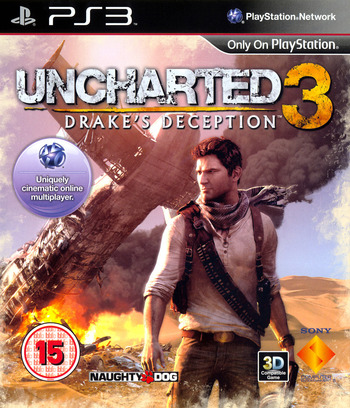 PS3
PlayStation®Network
Only On PlayStation®
UNCHARTED 3
DRAKE'S DECEPTION™
Uniquely
cinematic online
multiplayer.
15
NAUGHTY DOG
3D
Compatible
Game
SONY